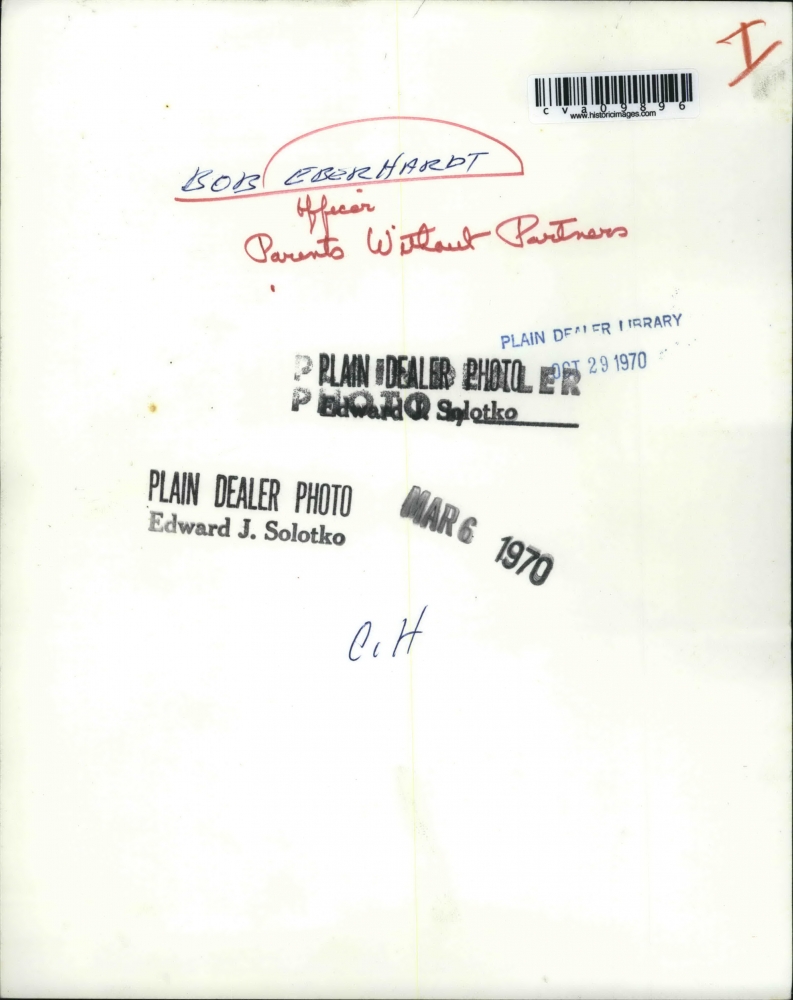 I
cva09896
www.historicimages.com
BOB EBERHARDT
Officer
Parents Without Partners
PLAIN DEALER LIBRARY
OCT 29 1970
PLAIN DEALER PHOTO
Edward J. Solotko
PLAIN DEALER PHOTO
Edward J. Solotko
MAR 6 1970
C.H